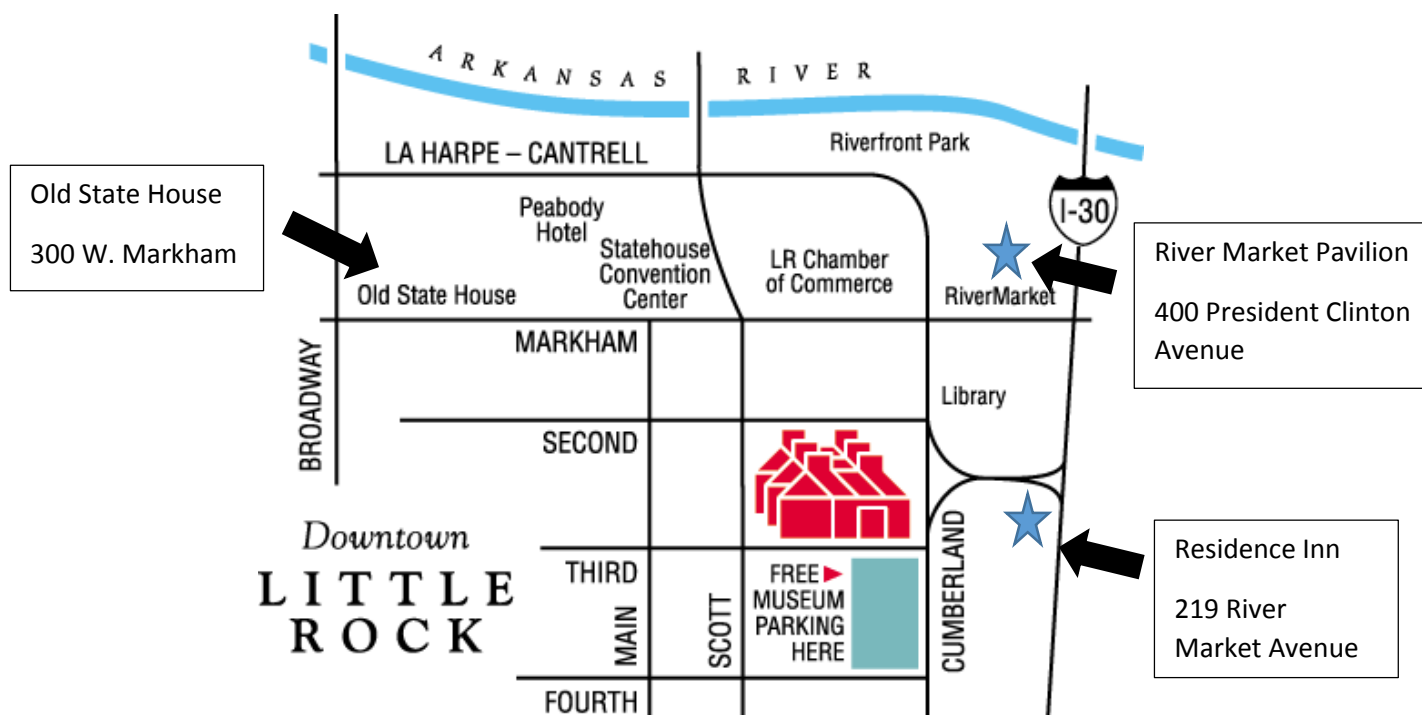 ARKANSAS RIVER
Riverfront Park
LA HARPE – CANTRELL
Old State House
300 W. Markham
I-30
Peabody
Hotel
Statehouse
Convention
Center
LR Chamber
of Commerce
Old State House
RiverMarket
River Market Pavilion
400 President Clinton
Avenue
MARKHAM
BROADWAY
Library
SECOND
Downtown
LITTLE
ROCK
THIRD
FREE
MUSEUM
PARKING
HERE
MAIN
SCOTT
CUMBERLAND
Residence Inn
219 River
Market Avenue
FOURTH